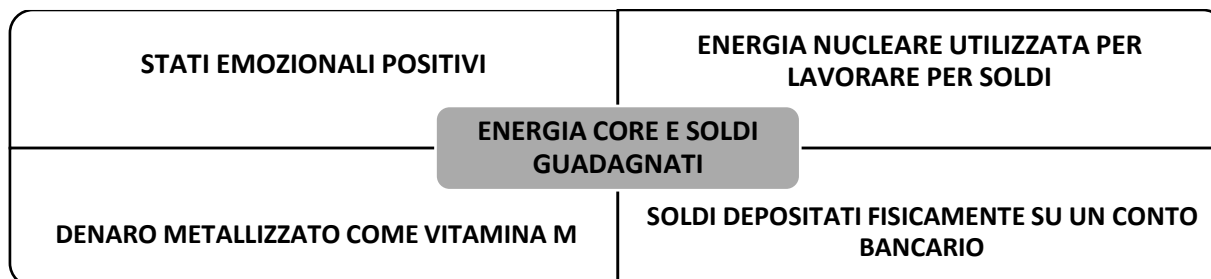 STATI EMOZIONALI POSITIVI
ENERGIA NUCLEARE UTILIZZATA PER
LAVORARE PER SOLDI
ENERGIA CORE E SOLDI
GUADAGNATI
DENARO METALLIZZATO COME VITAMINA M
SOLDI DEPOSITATI FISICAMENTE SU UN CONTO
BANCARIO